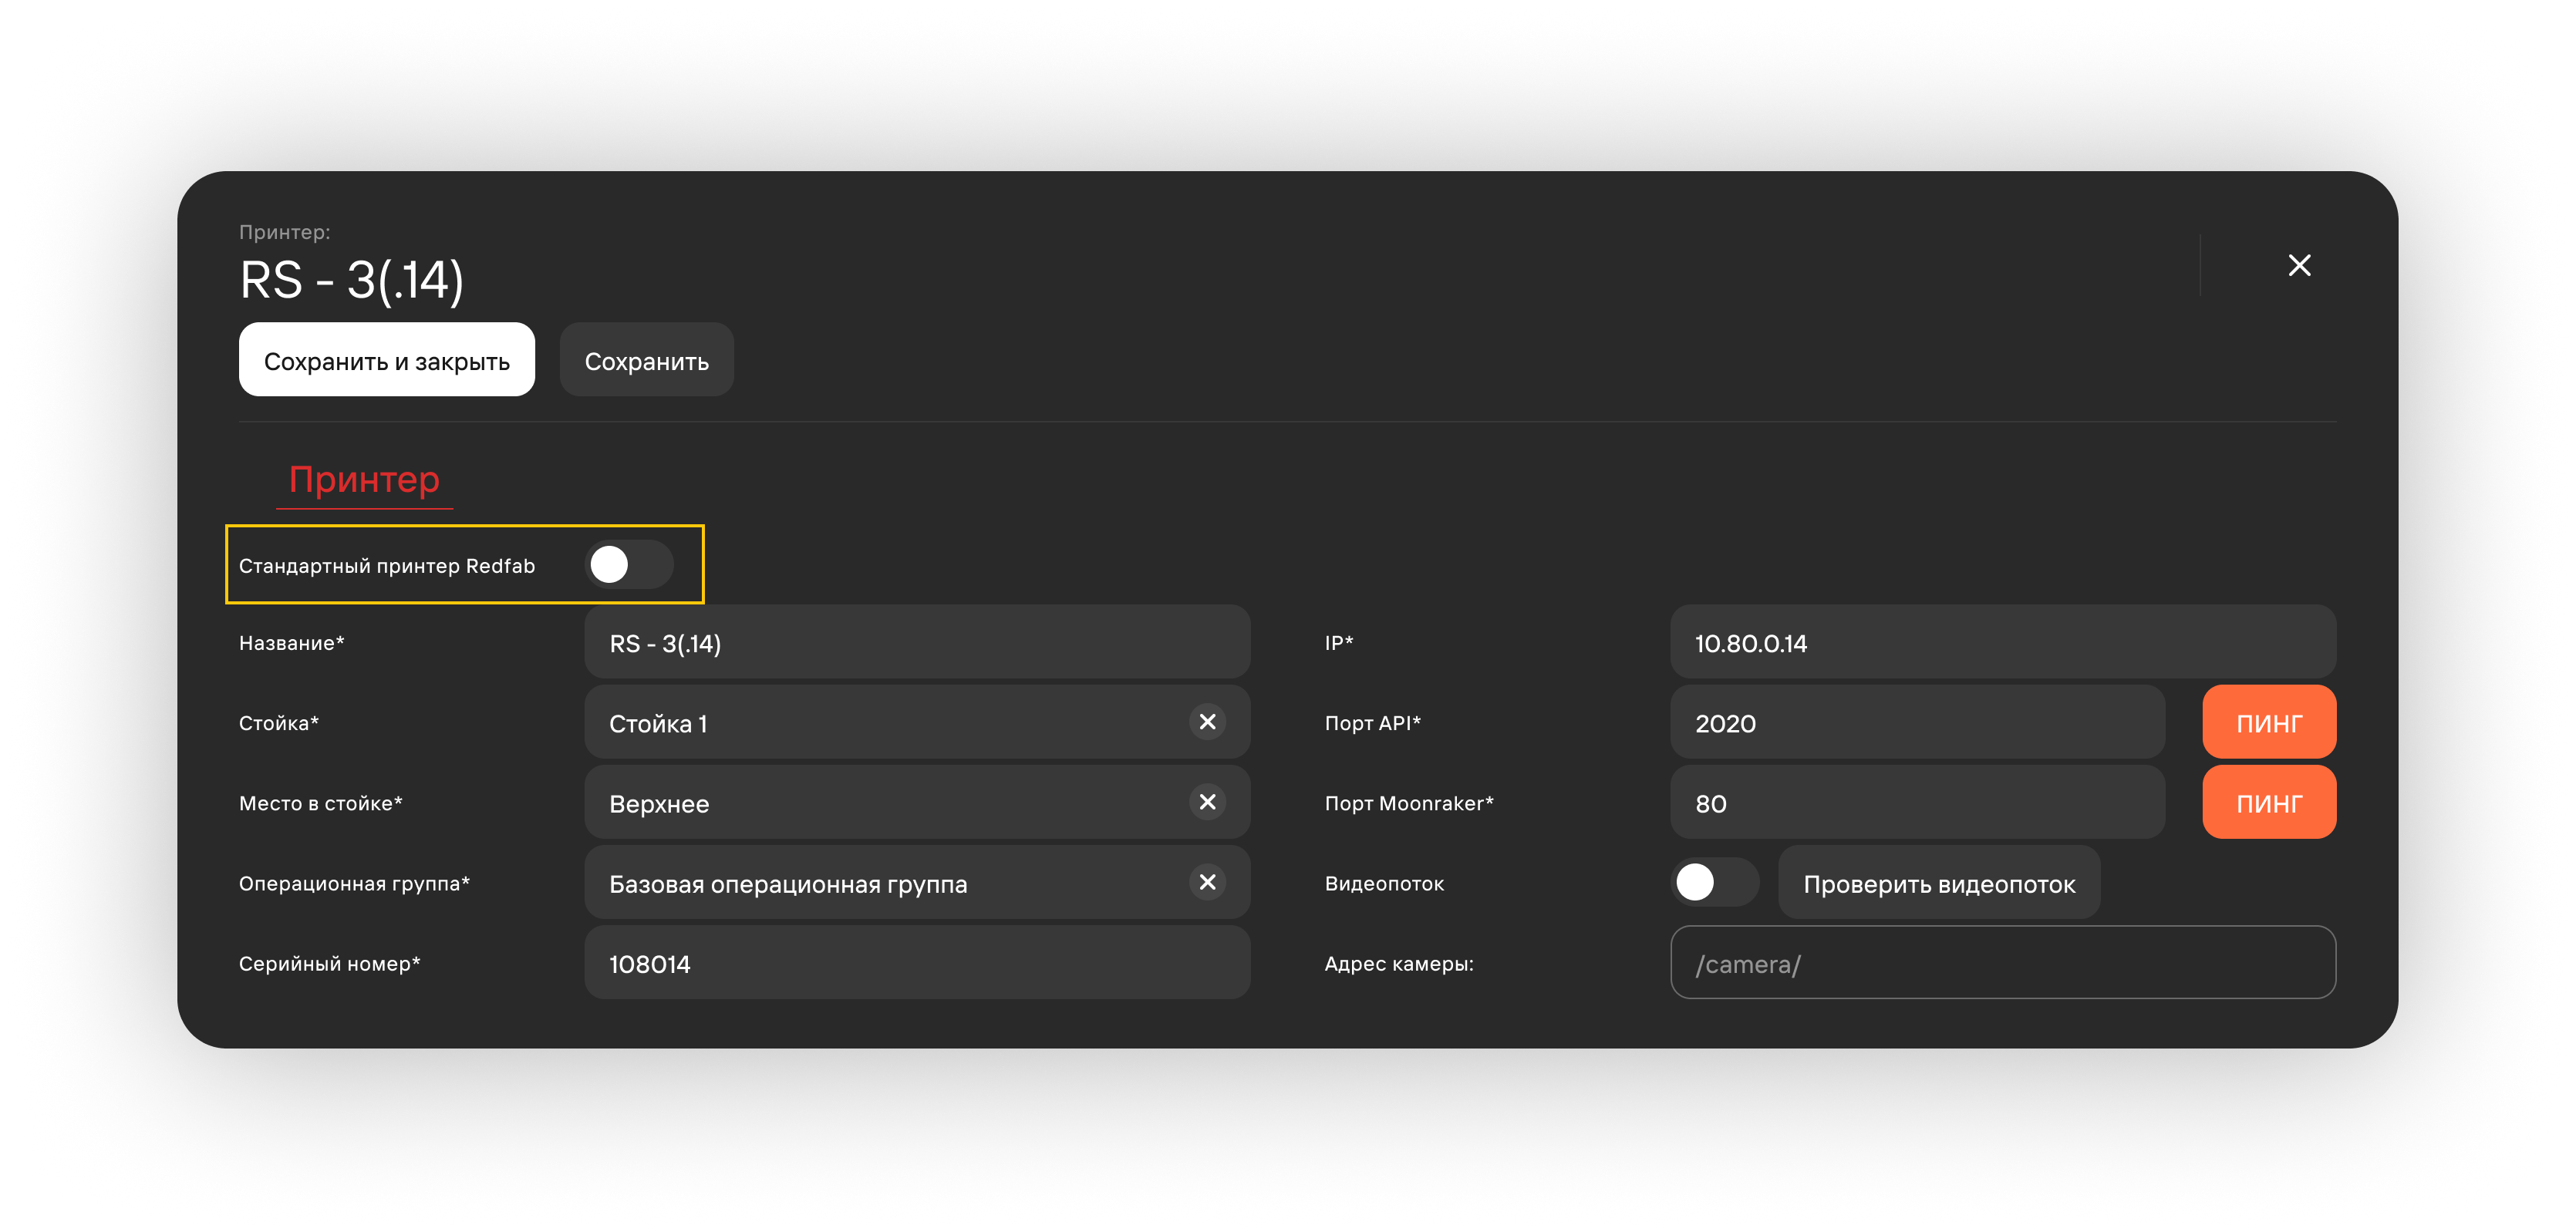 Принтер:
RS - 3(.14)
Сохранить и закрыть
Сохранить
Принтер
Стандартный принтер Redfab
Название*
RS - 3(.14)
IP*
10.80.0.14
Стойка*
Стойка 1
Порт API*
2020
ПИНГ
Место в стойке*
Верхнее
Порт Moonraker*
80
ПИНГ
Операционная группа*
Базовая операционная группа
Видеопоток
Проверить видеопоток
Серийный номер*
108014
Адрес камеры:
/camera/